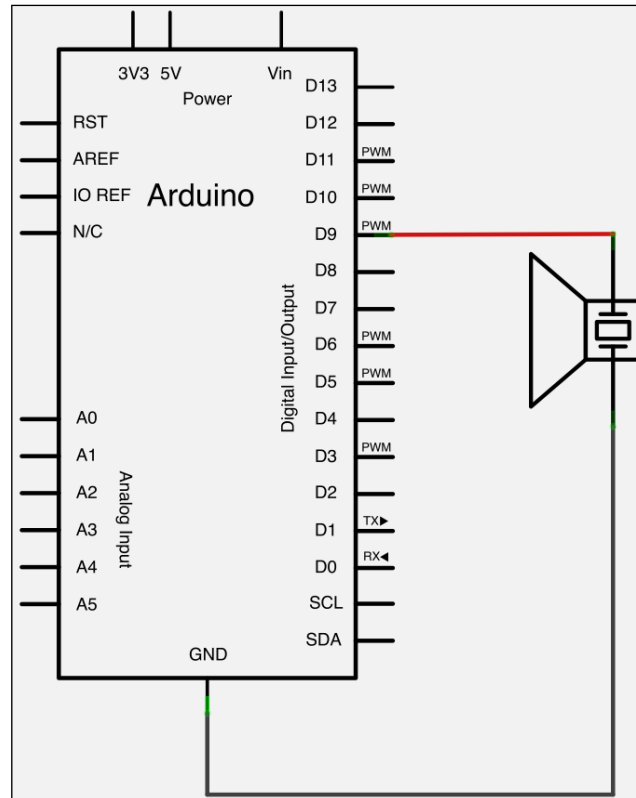 3V3 5V Vin
Power
RST
AREF
IO REF
N/C
Arduino
A0
A1
A2
A3
A4
A5
Analog Input
Digital Input/Output
D13
D12
D11 PWM
D10 PWM
D9 PWM
D8
D7
D6 PWM
D5 PWM
D4
D3 PWM
D2
D1 TX▶
D0 RX◀
SCL
SDA
GND